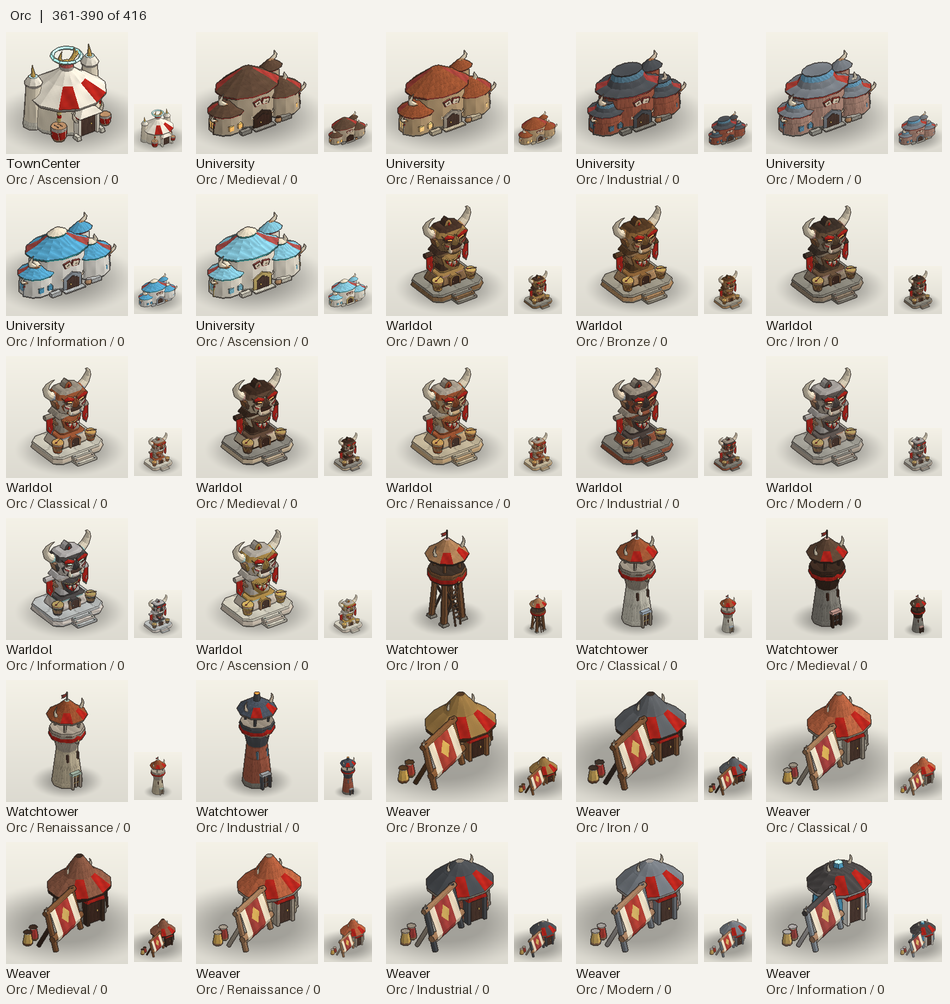 Orc | 361-390 of 416
TownCenter
Orc / Ascension / 0
University
Orc / Medieval / 0
University
Orc / Renaissance / 0
University
Orc / Industrial / 0
University
Orc / Modern / 0
University
Orc / Information / 0
University
Orc / Ascension / 0
WarIdol
Orc / Dawn / 0
WarIdol
Orc / Bronze / 0
WarIdol
Orc / Iron / 0
WarIdol
Orc / Classical / 0
WarIdol
Orc / Medieval / 0
WarIdol
Orc / Renaissance / 0
WarIdol
Orc / Industrial / 0
WarIdol
Orc / Modern / 0
WarIdol
Orc / Information / 0
WarIdol
Orc / Ascension / 0
Watchtower
Orc / Iron / 0
Watchtower
Orc / Classical / 0
Watchtower
Orc / Medieval / 0
Watchtower
Orc / Renaissance / 0
Watchtower
Orc / Industrial / 0
Weaver
Orc / Bronze / 0
Weaver
Orc / Iron / 0
Weaver
Orc / Classical / 0
Weaver
Orc / Medieval / 0
Weaver
Orc / Renaissance / 0
Weaver
Orc / Industrial / 0
Weaver
Orc / Modern / 0
Weaver
Orc / Information / 0